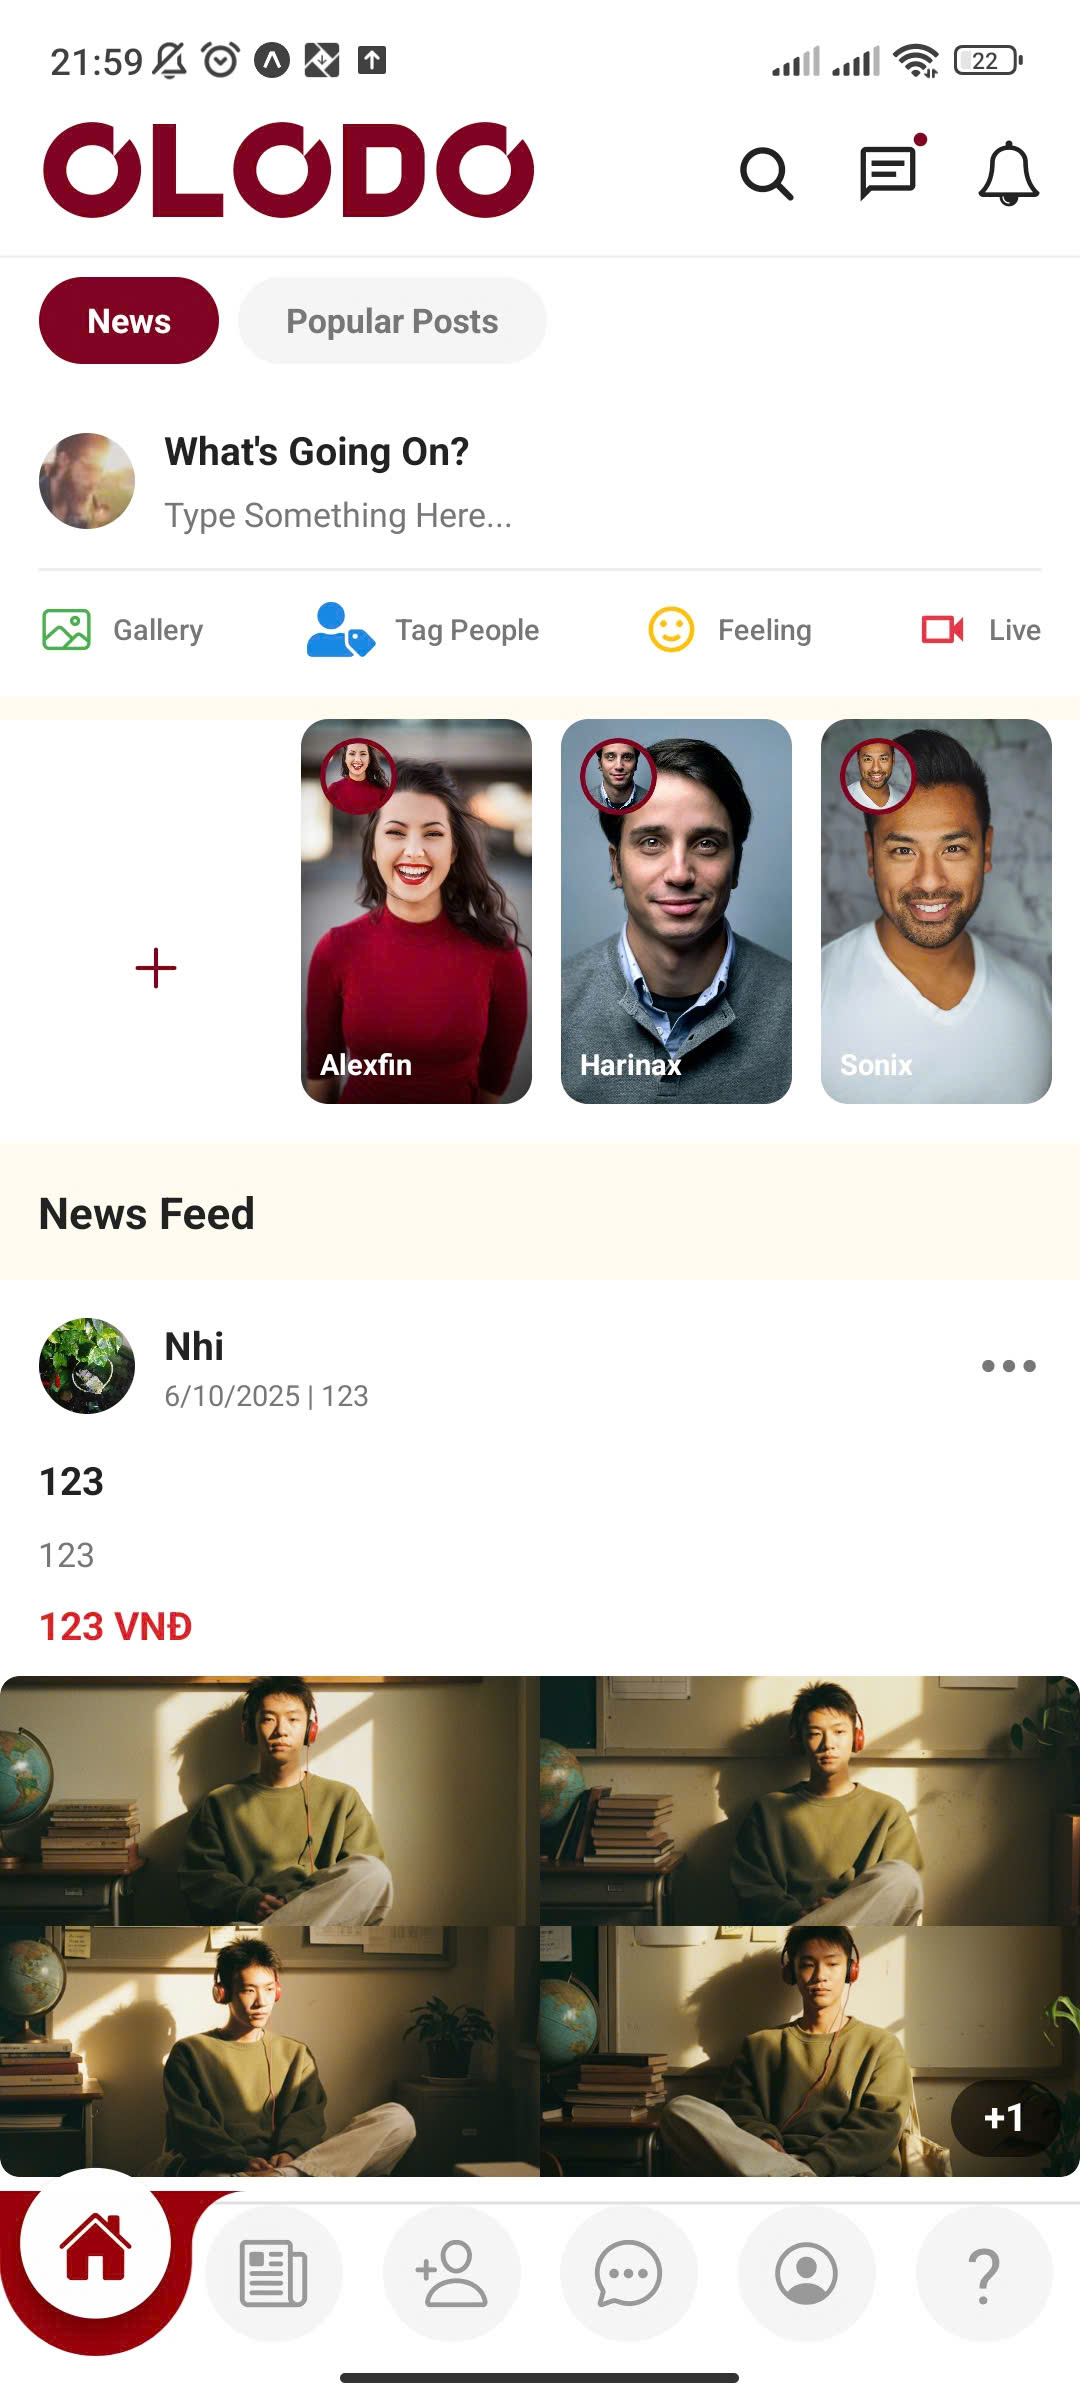 21:59
22
OLODO
News
Popular Posts
What's Going On?
Type Something Here...
Gallery
Tag People
Feeling
Live
Alexfin
Harinax
Sonix
News Feed
Nhi
6/10/2025 | 123
123
123
123 VNĐ
+1